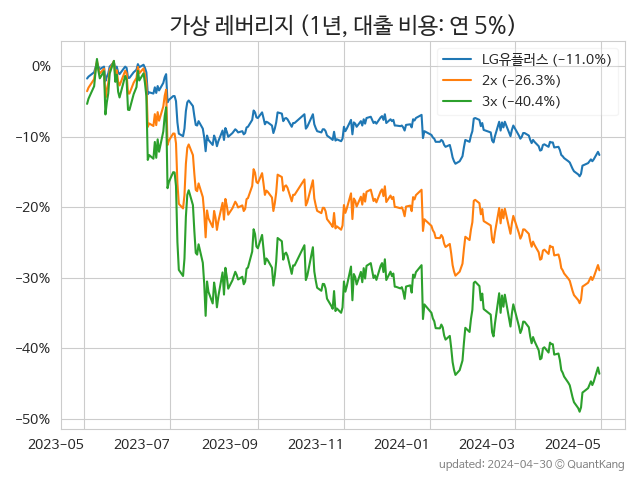 가상 레버리지 (1년, 대출 비용: 연 5%)
LG유플러스 (−11.0%)
2x (−26.3%)
3x (−40.4%)
0%
−10%
−20%
−30%
−40%
−50%
2023-05 2023-07 2023-09 2023-11 2024-01 2024-03 2024-05
updated: 2024-04-30 © QuantKang